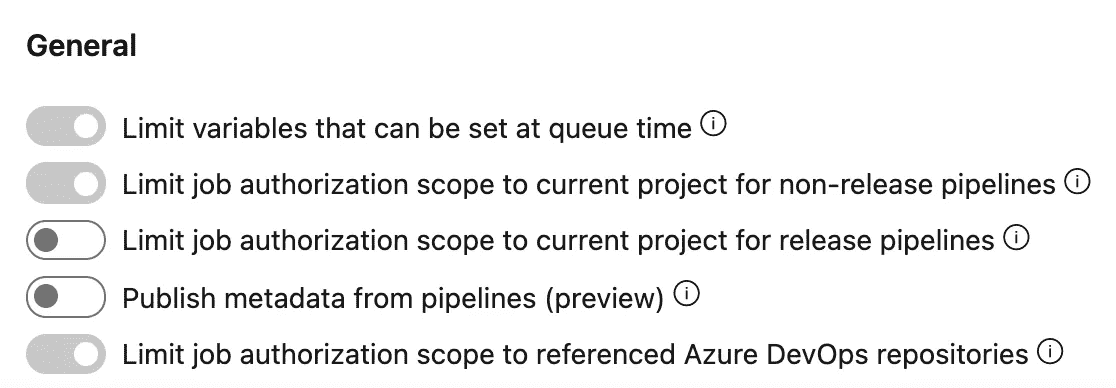 General
Limit variables that can be set at queue time
Limit job authorization scope to current project for non-release pipelines
Limit job authorization scope to current project for release pipelines
Publish metadata from pipelines (preview)
Limit job authorization scope to referenced Azure DevOps repositories